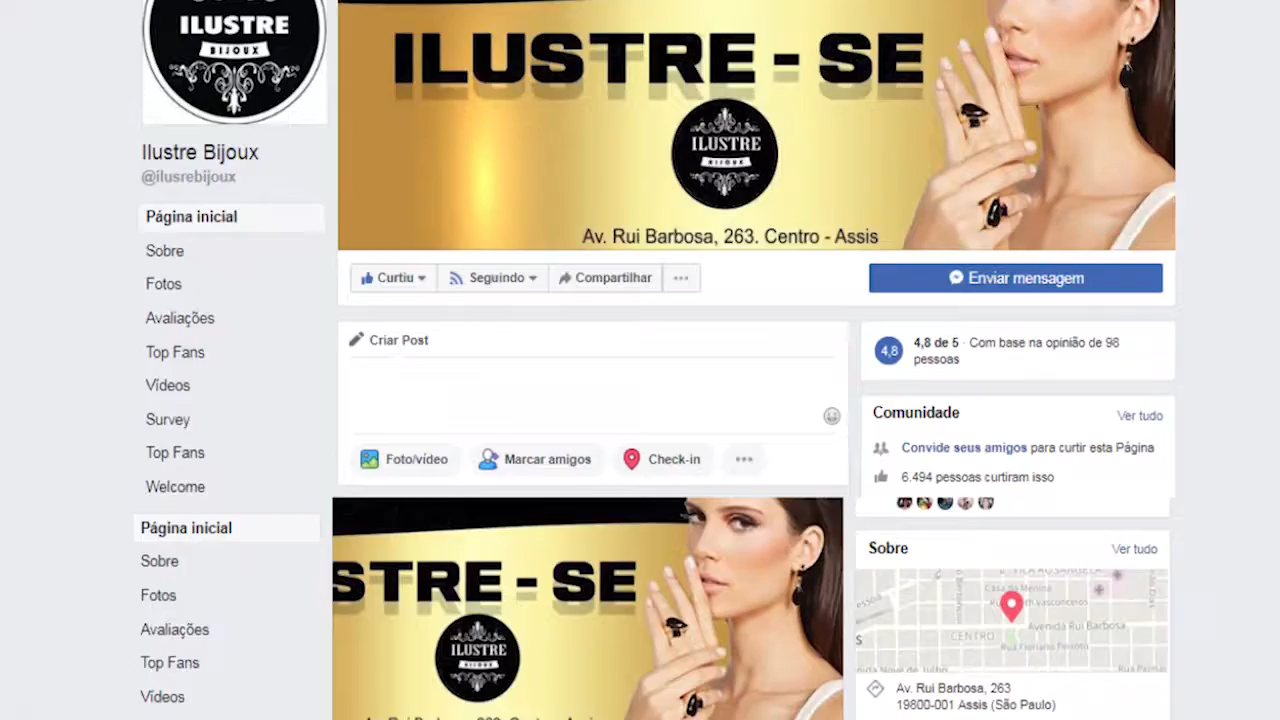 ILUSTRE
BIJOUX
Ilustre Bijoux
@ilusrebijoux
Página inicial
Sobre
Fotos
Avaliações
Top Fans
Vídeos
Survey
Top Fans
Welcome
Página inicial
Sobre
Fotos
Avaliações
Top Fans
Vídeos
ILUSTRE - SE
ILUSTRE
BIJOUX
Av. Rui Barbosa, 263. Centro - Assis
Curtiu
Seguindo
Compartilhar
Enviar mensagem
Criar Post
Foto/vídeo
Marcar amigos
Check-in
STRE - SE
ILUSTRE
BIJOUX
4,8
4,8 de 5 · Com base na opinião de 98
pessoas
Comunidade
Ver tudo
Convide seus amigos para curtir esta Página
6.494 pessoas curtiram isso
Sobre
Ver tudo
Avenida Rui Barbosa
CENTRO
Av. Rui Barbosa, 263
19800-001 Assis (São Paulo)